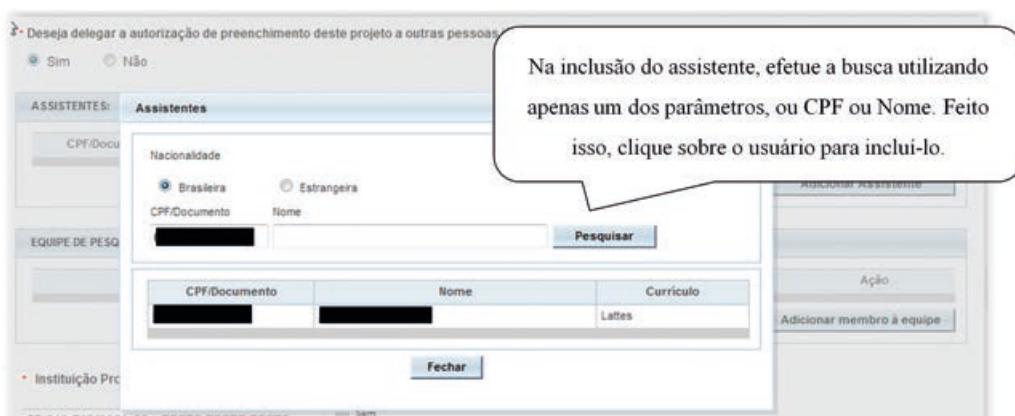 Deseja delegar a autorização de preenchimento deste projeto a outras pessoas
Sim Não
Na inclusão do assistente, efetue a busca utilizando
apenas um dos parâmetros, ou CPF ou Nome. Feito
isso, clique sobre o usuário para incluí-lo.
ASSISTENTES:
CPF/Docu
Adicionar Assistente
Assistentes
Nacionalidade
Brasileira Estrangeira
CPF/Documento Nome
Pesquisar
CPF/Documento Nome Currículo
Lattes
Fechar
EQUIPE DE PESQ
Ação
Adicionar membro à equipe
* Instituição Pro